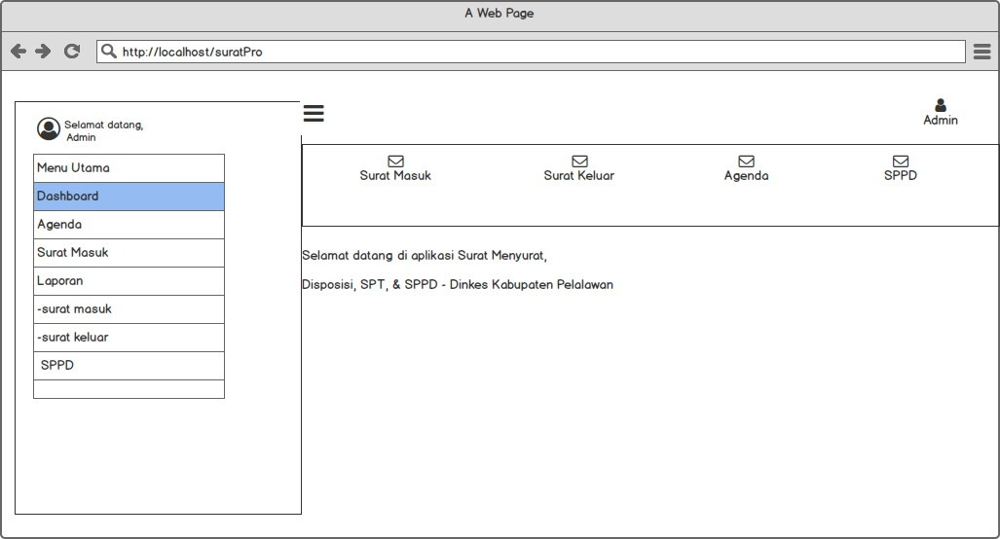 A Web Page
http://localhost/suratPro
Selamat datang,
Admin
Menu Utama
Dashboard
Agenda
Surat Masuk
Laporan
-surat masuk
-surat keluar
SPPD
Admin
Surat Masuk
Surat Keluar
Agenda
SPPD
Selamat datang di aplikasi Surat Menyurat,
Disposisi, SPT, & SPPD - Dinkes Kabupaten Pelalawan